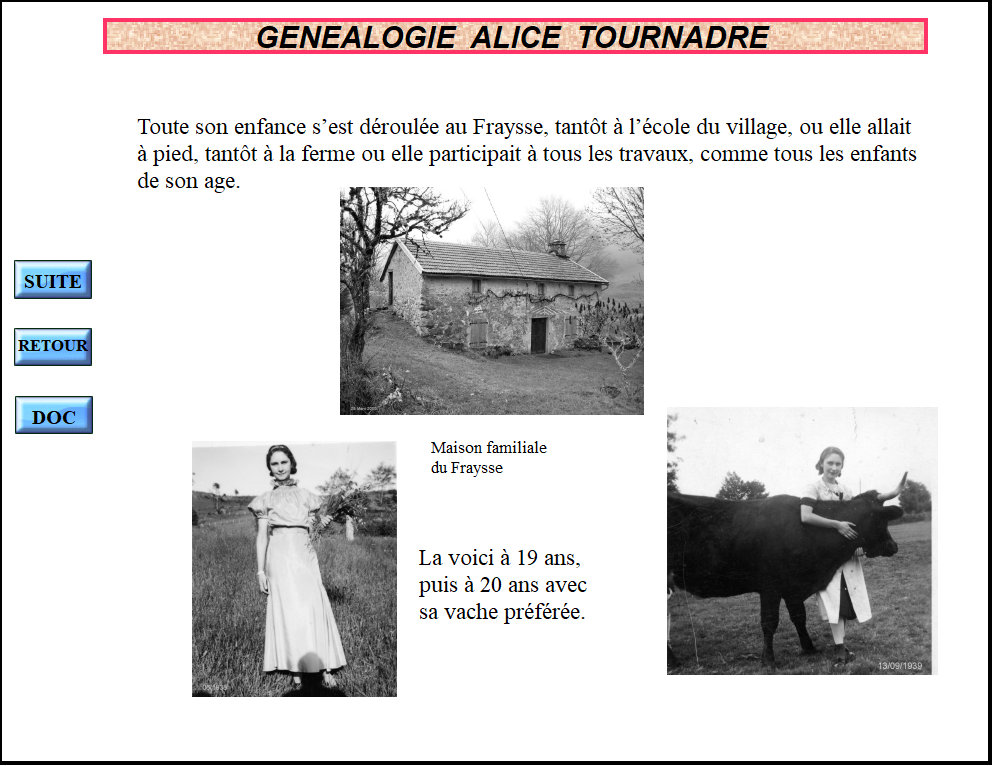 GENEALOGIE ALICE TOURNADRE
Toute son enfance s’est déroulée au Fraysse, tantôt à l’école du village, ou elle allait
à pied, tantôt à la ferme ou elle participait à tous les travaux, comme tous les enfants
de son age.
SUITE
RETOUR
DOC
Maison familiale
du Fraysse
La voici à 19 ans,
puis à 20 ans avec
sa vache préférée.
13/09/1939